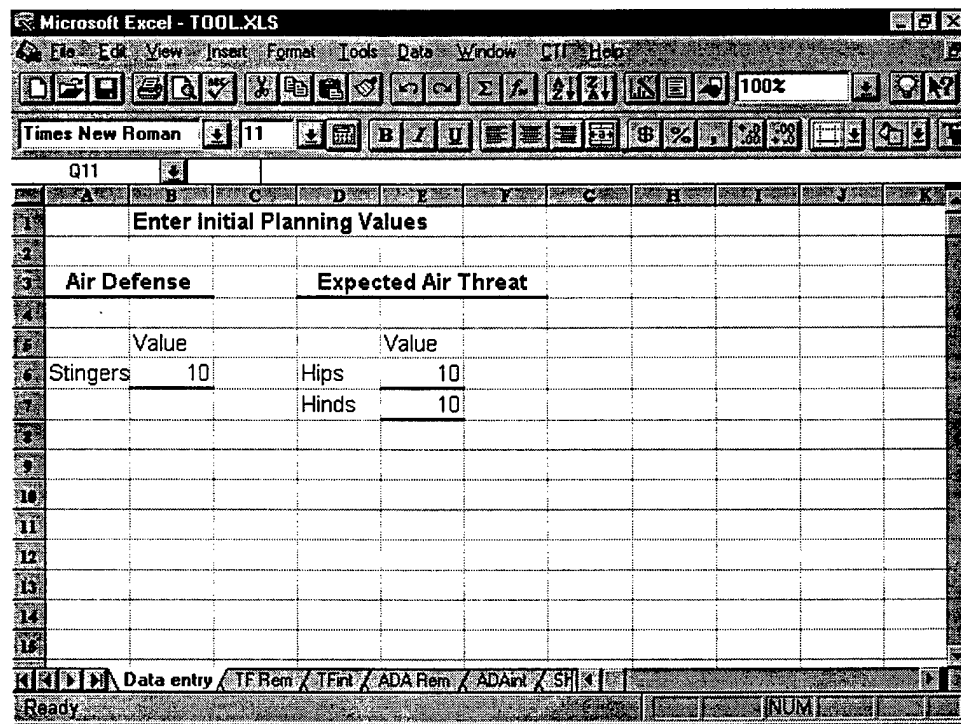 Microsoft Excel - TOOL.XLS
File Edit View Insert Format Tools Data Window CTI Help
100%
Times New Roman 11 B I U $ % ,
Q11
A B C D E F G H I J K
1 Enter Initial Planning Values
2
3 Air Defense Expected Air Threat
4
5 Value Value
6 Stingers 10 Hips 10
7 Hinds 10
8
9
10
11
12
13
14
15
Data entry TF Rem TFint ADA Rem ADAint SH
Ready NUM